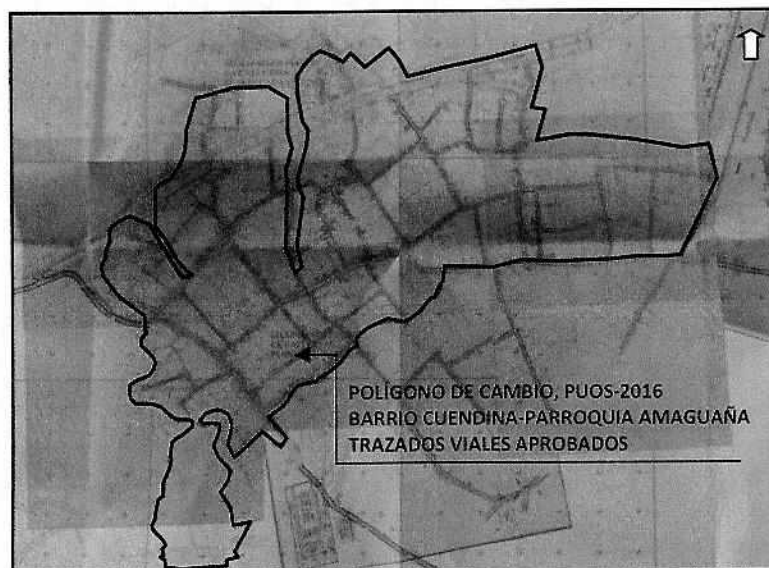 POLÍGONO DE CAMBIO, PUOS-2016
BARRIO CUENDINA-PARROQUIA AMAGUAÑA
TRAZADOS VIALES APROBADOS